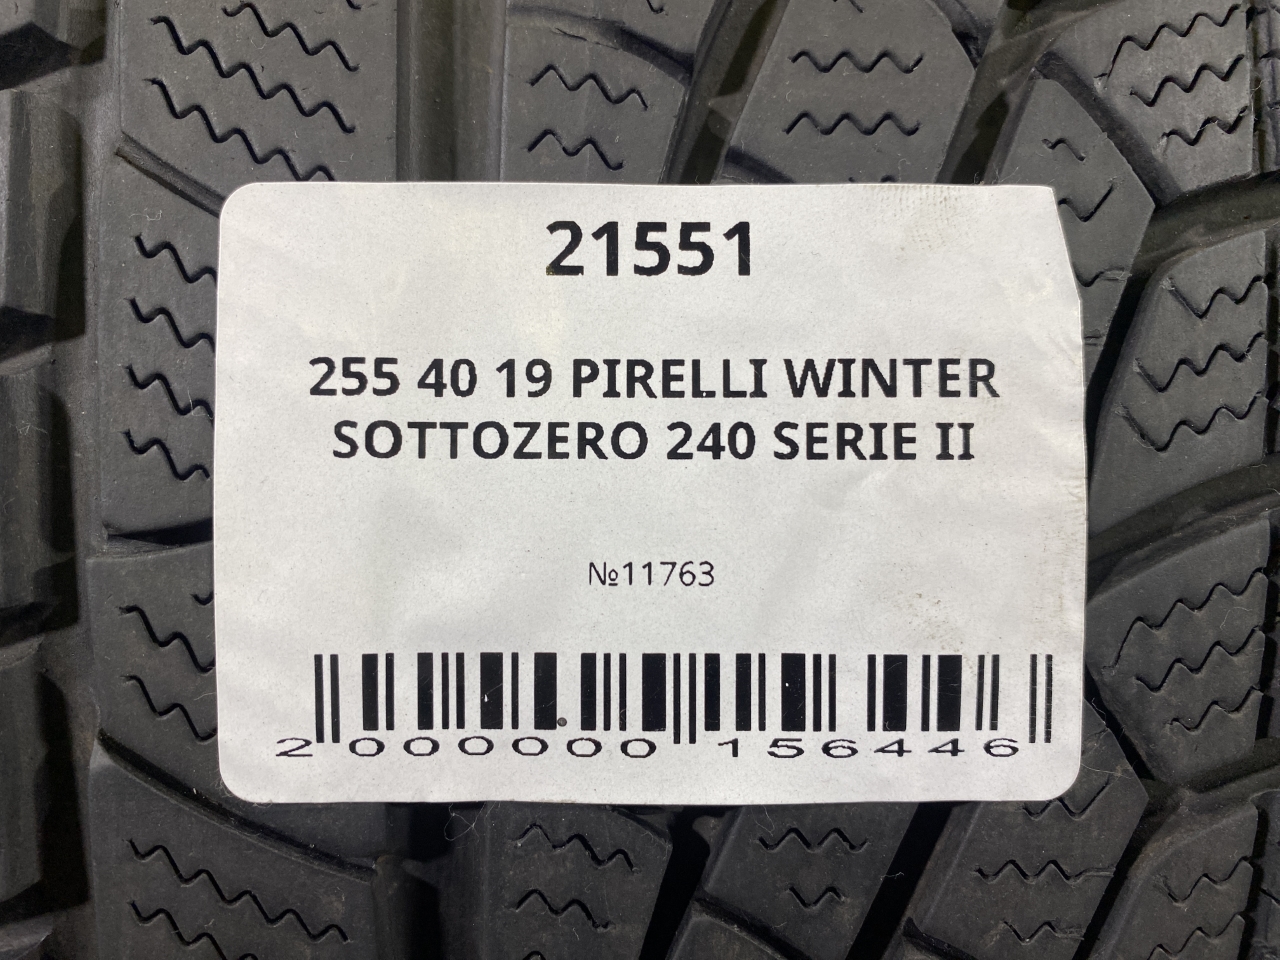 21551
255 40 19 PIRELLI WINTER
SOTTOZERO 240 SERIE II
№11763
2 000000 156446